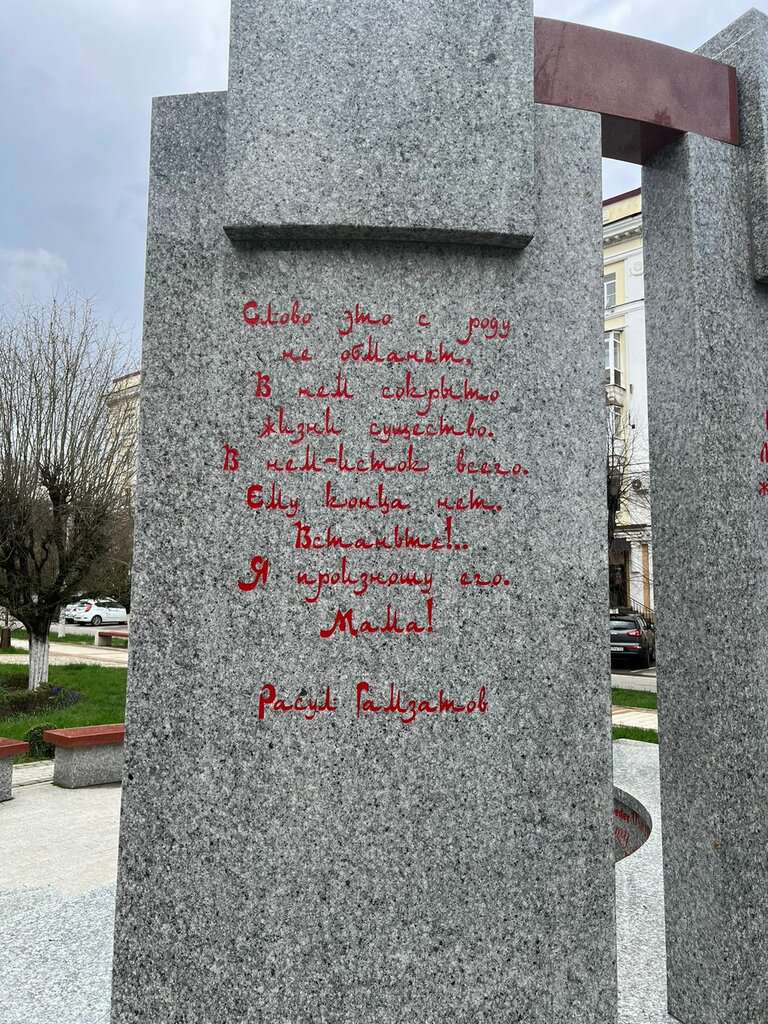 Слово это с роду
не обманет,
В нем сокрыто
жизни существо.
В нем-исток всего.
Ему конца нет.
Встаньте!...
Я произношу его.
Мама!
Расул Гамзатов